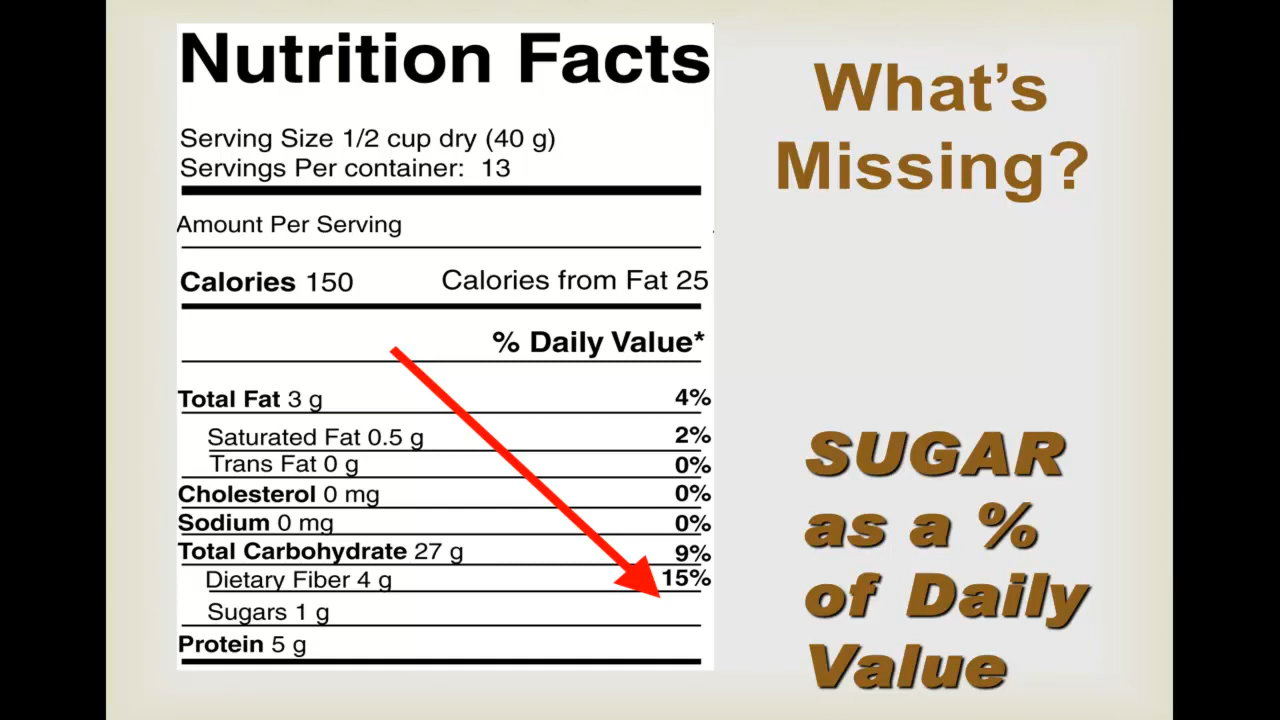 Nutrition Facts
Serving Size 1/2 cup dry (40 g)
Servings Per container: 13
Amount Per Serving
Calories 150 Calories from Fat 25
% Daily Value*
Total Fat 3 g 4%
Saturated Fat 0.5 g 2%
Trans Fat 0 g 0%
Cholesterol 0 mg 0%
Sodium 0 mg 0%
Total Carbohydrate 27 g 9%
Dietary Fiber 4 g 15%
Sugars 1 g
Protein 5 g
What's
Missing?
SUGAR
as a %
of Daily
Value